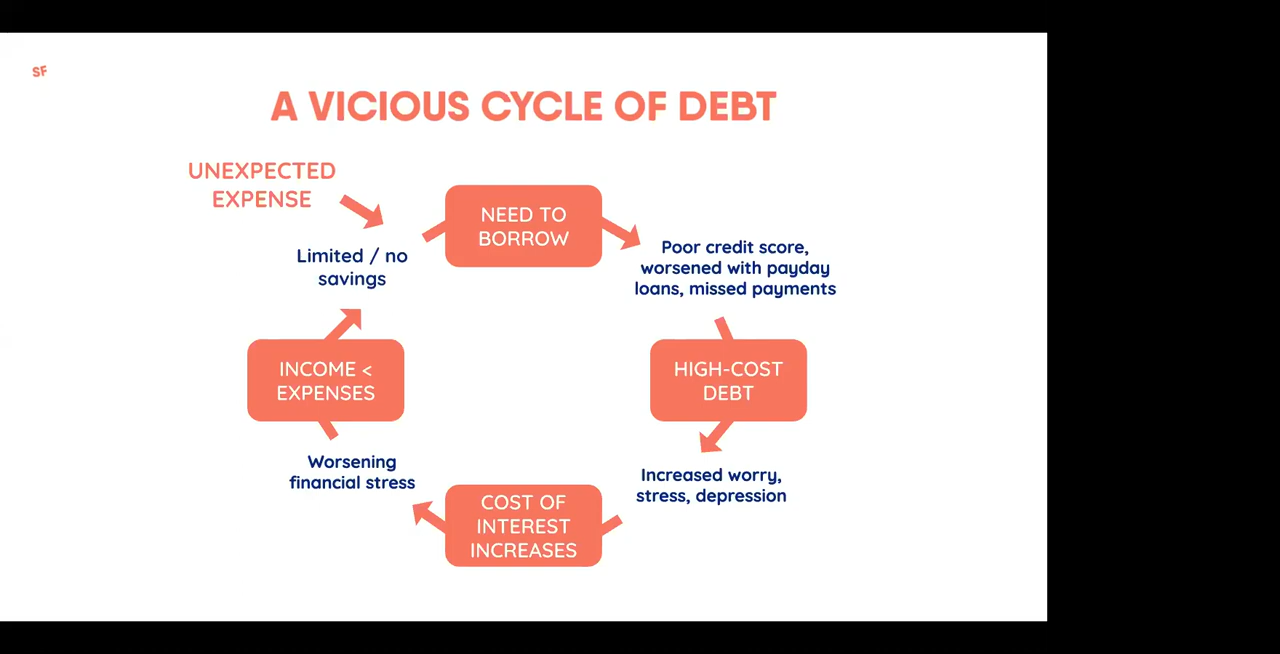 SF
A VICIOUS CYCLE OF DEBT
UNEXPECTED
EXPENSE
Limited / no
savings
NEED TO
BORROW
Poor credit score,
worsened with payday
loans, missed payments
HIGH-COST
DEBT
Increased worry,
stress, depression
COST OF
INTEREST
INCREASES
Worsening
financial stress
INCOME <
EXPENSES